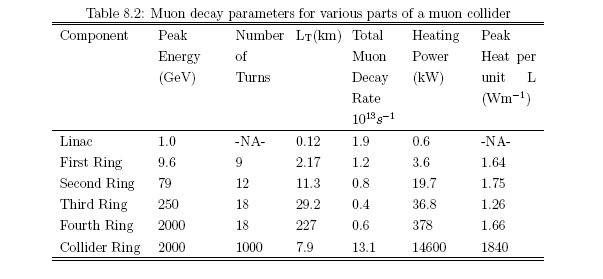 Table 8.2: Muon decay parameters for various parts of a muon collider
Component Peak Number L_T(km) Total Heating Peak
Energy of Muon Power Heat per
(GeV) Turns Decay (kW) unit L
Rate (Wm⁻¹)
10¹³s⁻¹
Linac 1.0 -NA- 0.12 1.9 0.6 -NA-
First Ring 9.6 9 2.17 1.2 3.6 1.64
Second Ring 79 12 11.3 0.8 19.7 1.75
Third Ring 250 18 29.2 0.4 36.8 1.26
Fourth Ring 2000 18 227 0.6 378 1.66
Collider Ring 2000 1000 7.9 13.1 14600 1840